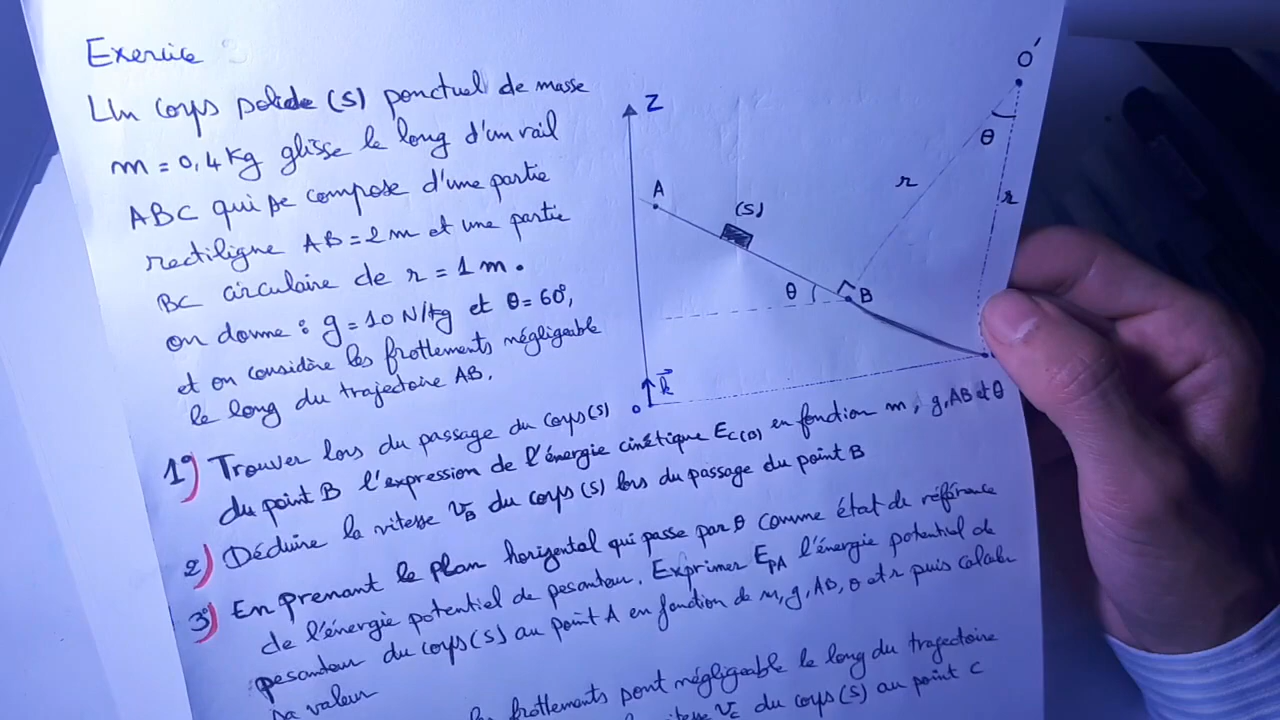 Exercice
Un corps solide (S) ponctuel de masse
m = 0,4 Kg glisse le long d'un rail
ABC qui se compose d'une partie
rectiligne AB = 2 m et une partie
BC circulaire de r = 1 m.
on donne : g = 10 N/kg et θ = 60°,
et on considère les frottements négligeable
le long du trajectoire AB.
Z
A
(S)
θ
B
r
O'
θ
r
k
o
1°) Trouver lors du passage du corps (S)
du point B l'expression de l'énergie cinétique EC(B) en fonction m, g, AB et θ
2) Déduire la vitesse vB du corps (S) lors du passage du point B
3°) En prenant le plan horizental qui passe par θ comme état de référence
de l'énergie potentiel de pesanteur. Exprimer EPA l'énergie potentiel de
pesanteur du corps (S) au point A en fonction de m, g, AB, θ et r puis calculer
sa valeur
frottements sont négligeable le long du trajectoire
vC du corps (S) au point C